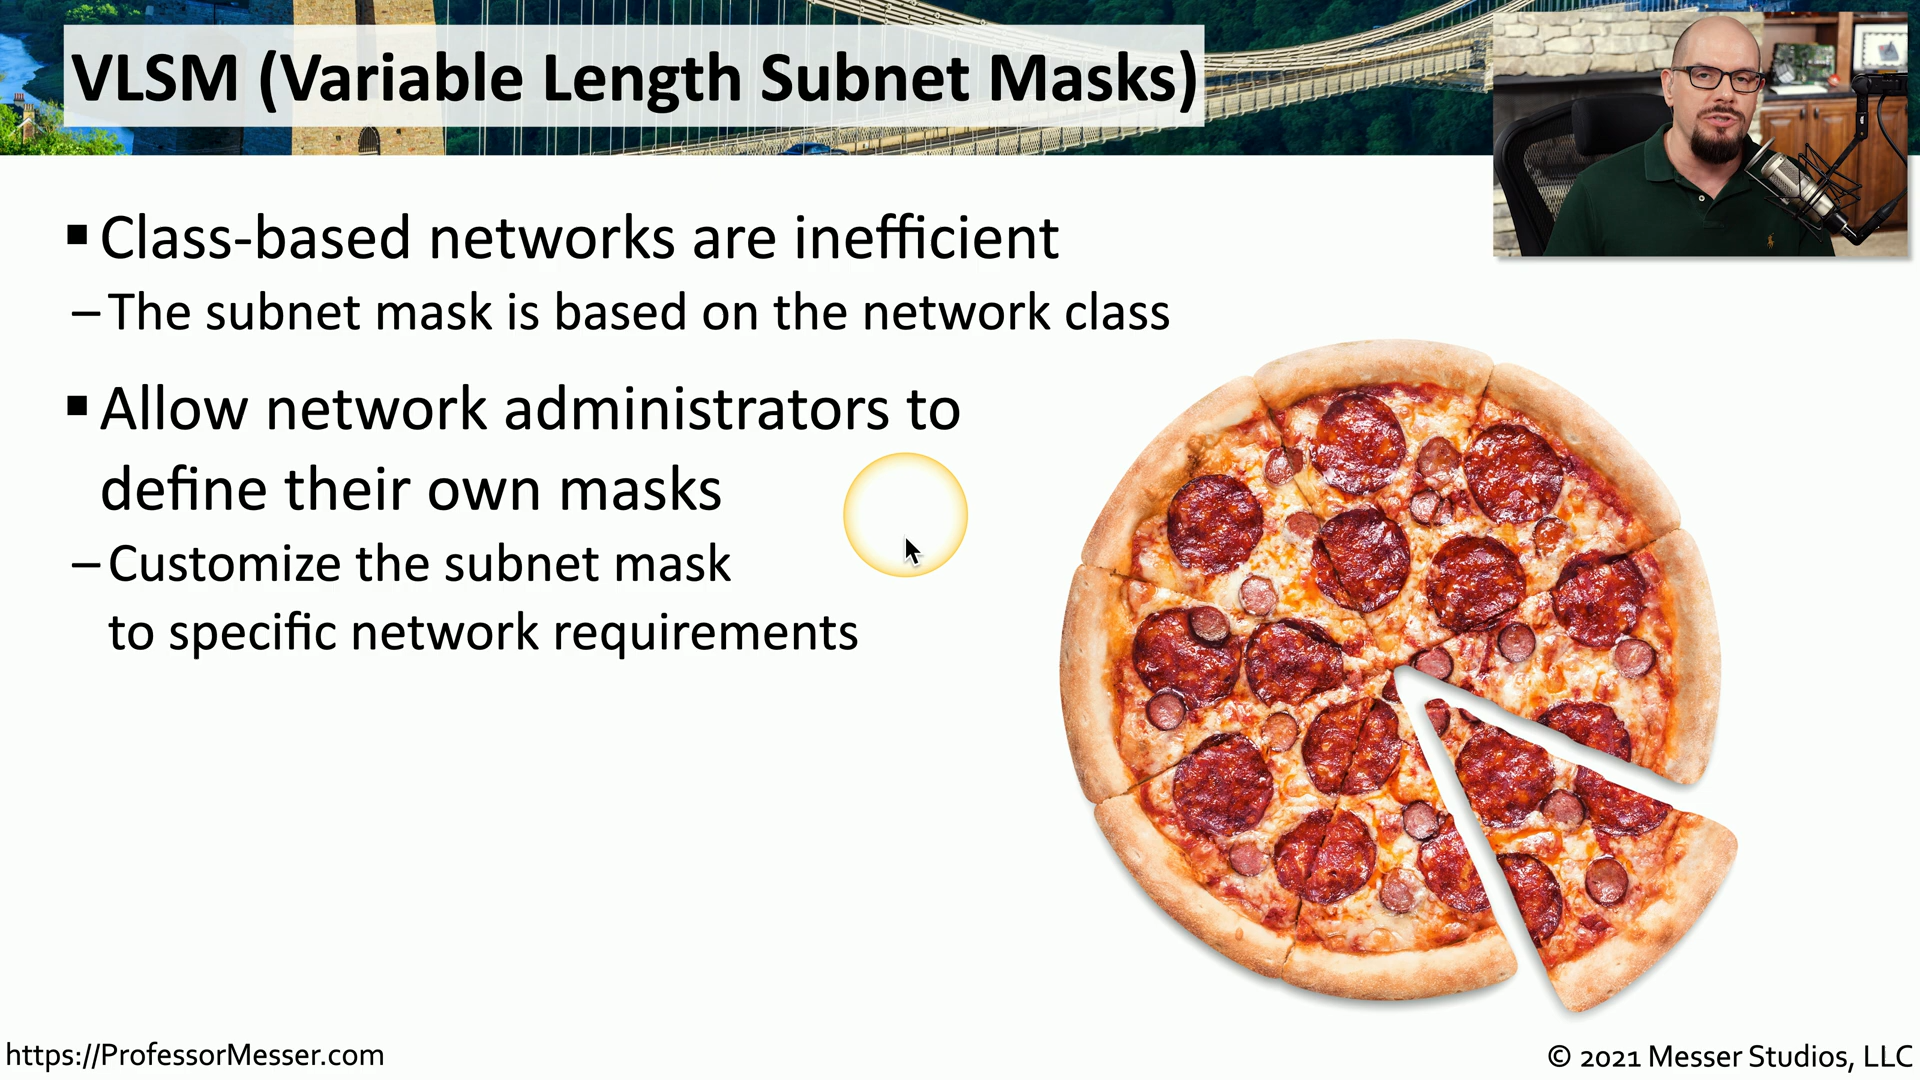 VLSM (Variable Length Subnet Masks)
▪ Class-based networks are inefficient
– The subnet mask is based on the network class
▪ Allow network administrators to
define their own masks
– Customize the subnet mask
to specific network requirements
https://ProfessorMesser.com
© 2021 Messer Studios, LLC